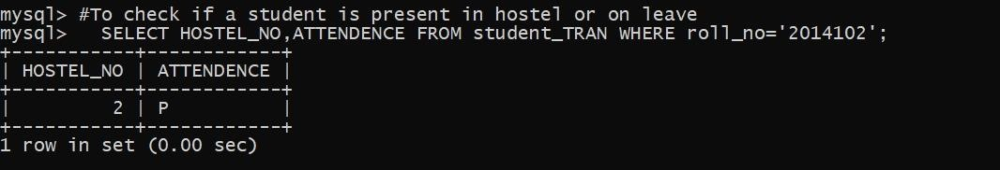 mysql> #To check if a student is present in hostel or on leave
mysql>   SELECT HOSTEL_NO,ATTENDENCE FROM student_TRAN WHERE roll_no='2014102';
+-----------+------------+
| HOSTEL_NO | ATTENDENCE |
+-----------+------------+
|         2 | P          |
+-----------+------------+
1 row in set (0.00 sec)